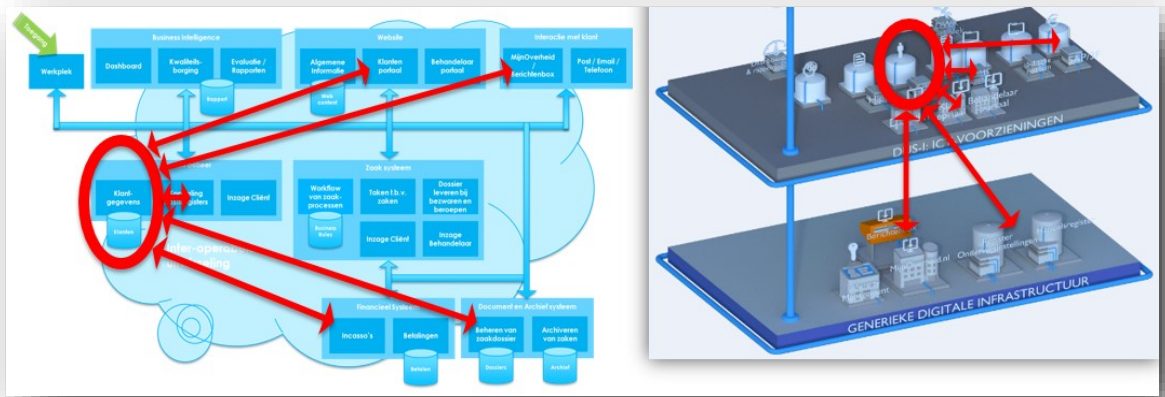 Toegang
Werkplek
Business Intelligence
Dashboard
Kwaliteits-
borging
Evaluatie /
Rapporten
Rapport
Website
Algemene
Informatie
Klanten
portaal
Behandelaar
portaal
Web
content
Interactie met klant
MijnOverheid
/
Berichtenbox
Post / Email /
Telefoon
Klant-
gegevens
Klanten
Inzage Cliënt
Zaak systeem
Workflow
van zaak-
processen
Taken t.b.v.
zaken
Dossier
leveren bij
bezwaren en
beroepen
Business
Rules
Inzage Cliënt
Inzage
Behandelaar
Financieel
Incasso's
Betalingen
Betalen
Document en Archief systeem
Beheren van
zaakdossier
Archiveren
van zaken
Dossiers
Archief
Behandelaar
DUS-I: ICT-VOORZIENINGEN
GENERIEKE DIGITALE INFRASTRUCTUUR